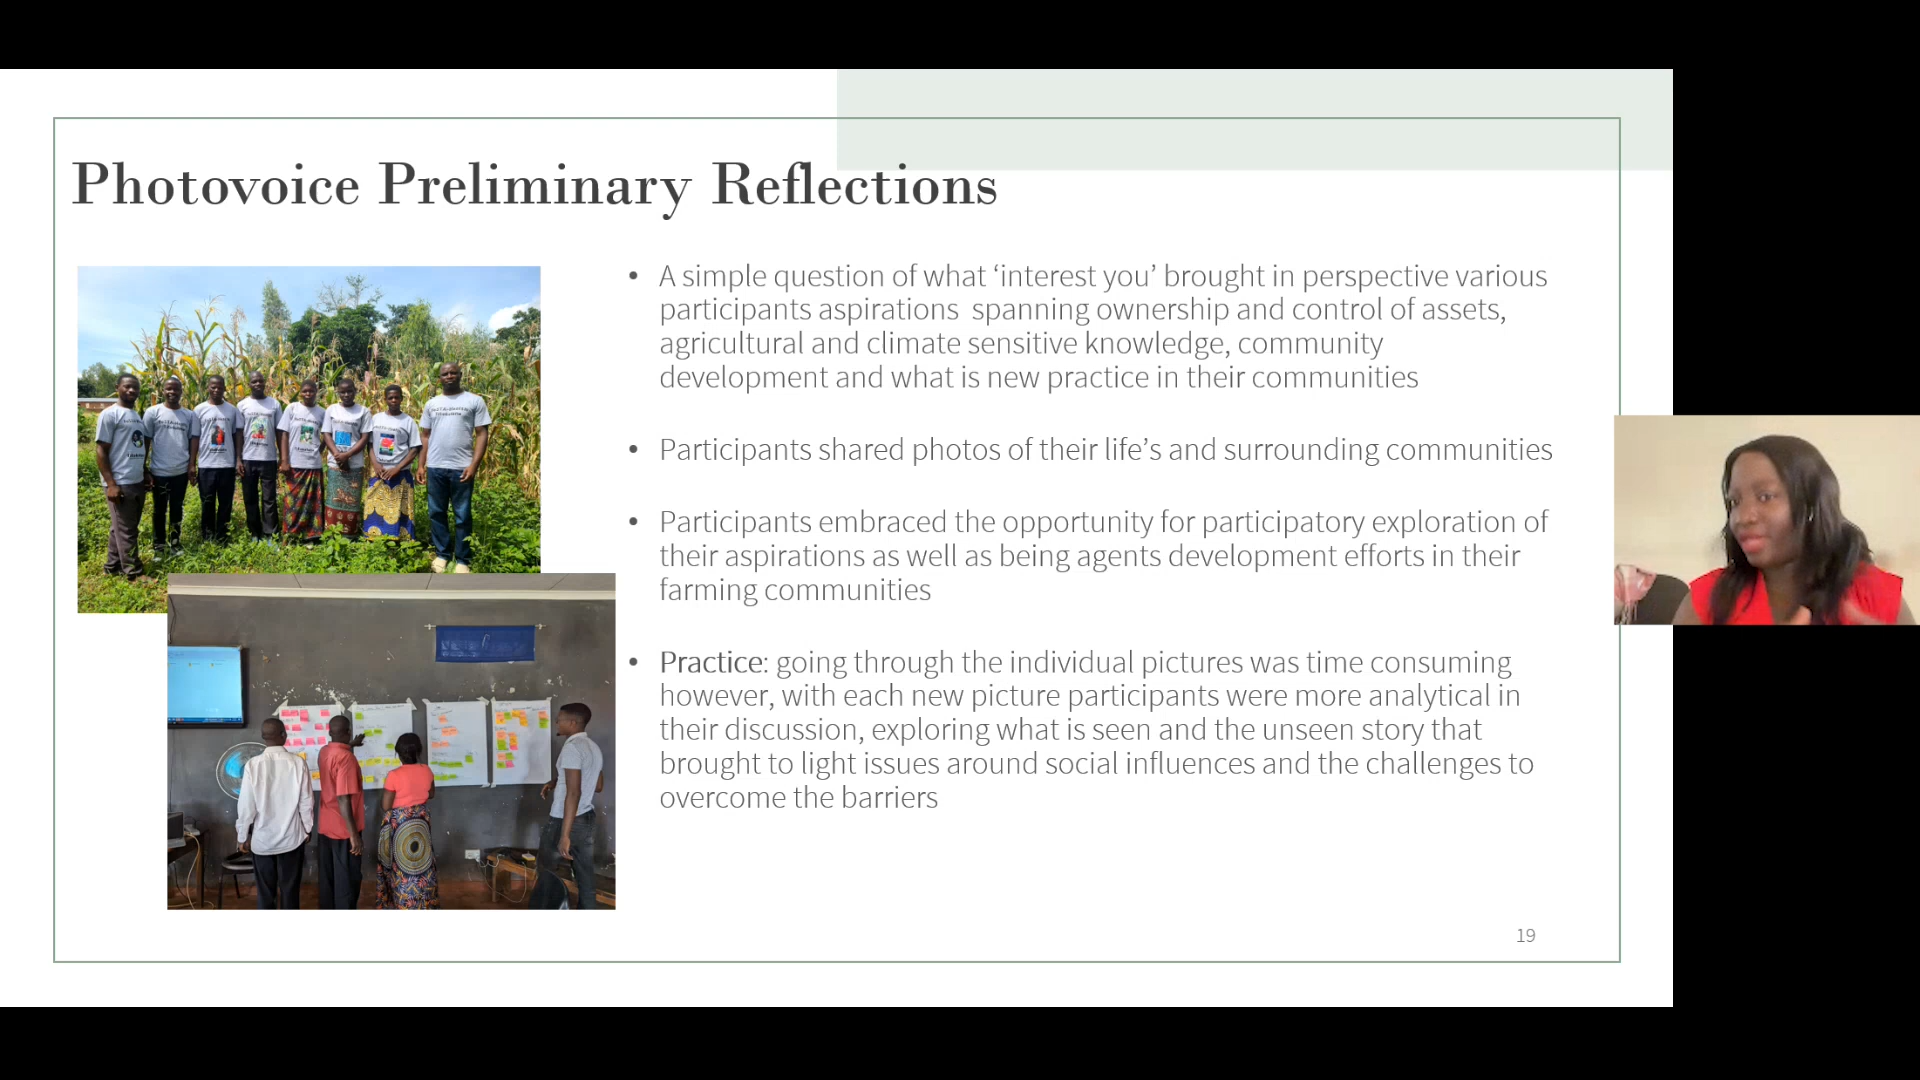 Photovoice Preliminary Reflections
• A simple question of what ‘interest you’ brought in perspective various
participants aspirations  spanning ownership and control of assets,
agricultural and climate sensitive knowledge, community
development and what is new practice in their communities
• Participants shared photos of their life’s and surrounding communities
• Participants embraced the opportunity for participatory exploration of
their aspirations as well as being agents development efforts in their
farming communities
• Practice: going through the individual pictures was time consuming
however, with each new picture participants were more analytical in
their discussion, exploring what is seen and the unseen story that
brought to light issues around social influences and the challenges to
overcome the barriers
19